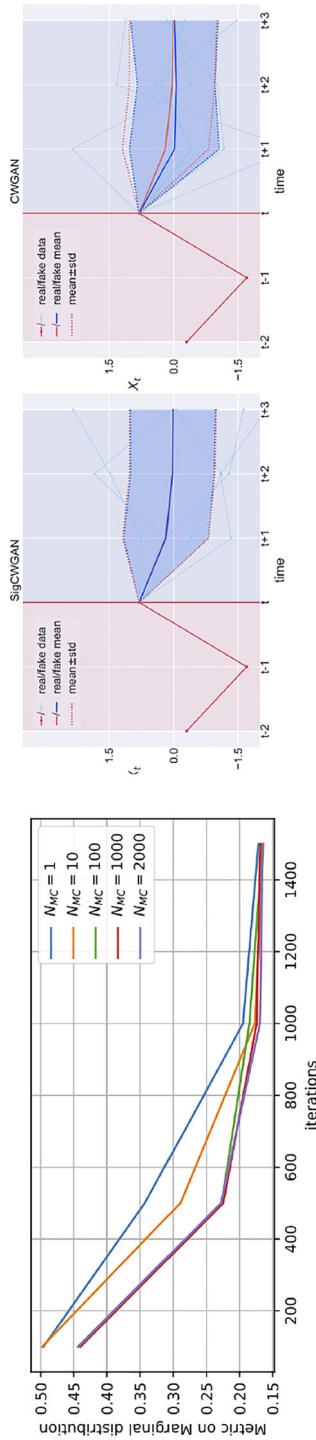 Metric on Marginal distribution
0.50
0.45
0.40
0.35
0.30
0.25
0.20
0.15
200
400
600
800
1000
1200
1400
iterations
N_MC = 1
N_MC = 10
N_MC = 100
N_MC = 1000
N_MC = 2000
SigCWGAN
real/fake data
real/fake mean
mean±std
1.5
0.0
−1.5
t-2
t-1
t
t+1
t+2
t+3
time
CWGAN
real/fake data
real/fake mean
mean±std
X_t
1.5
0.0
−1.5
t-2
t-1
t
t+1
t+2
t+3
time